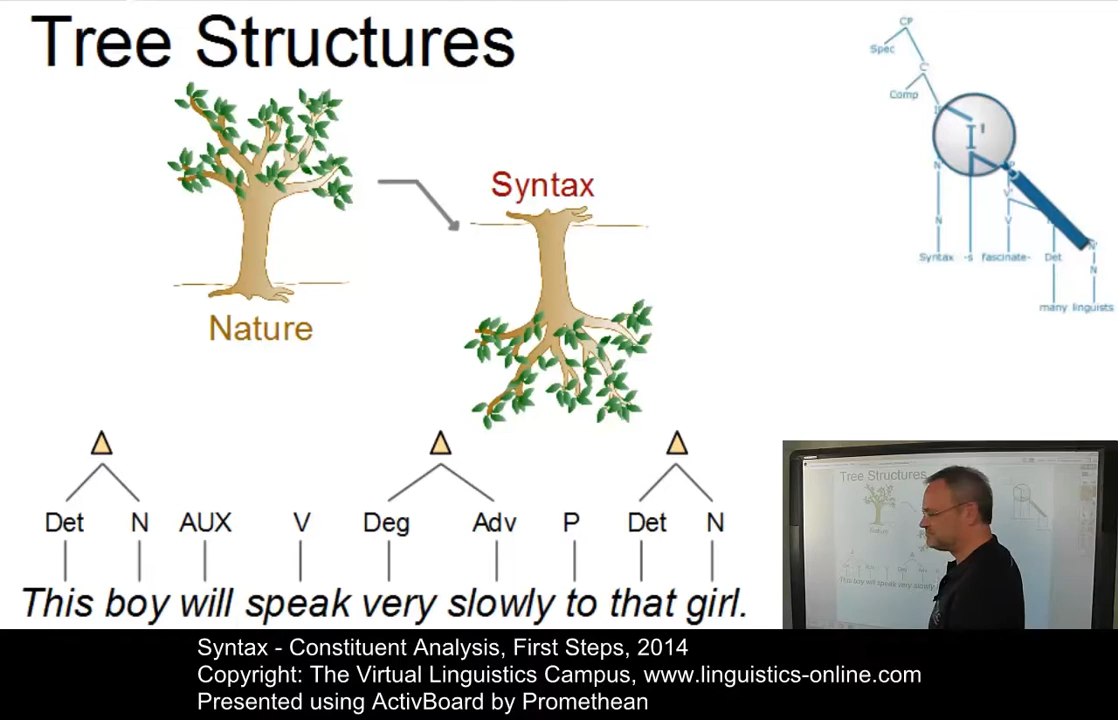 Tree Structures
CP
Spec
C'
Comp
I'
Syntax
N
V'
N V
N
Syntax -s fascinate- Det
Nature
many linguists
Det N AUX V Deg Adv P Det N
This boy will speak very slowly to that girl.
Tree Structures
Syntax - Constituent Analysis, First Steps, 2014
Copyright: The Virtual Linguistics Campus, www.linguistics-online.com
Presented using ActivBoard by Promethean